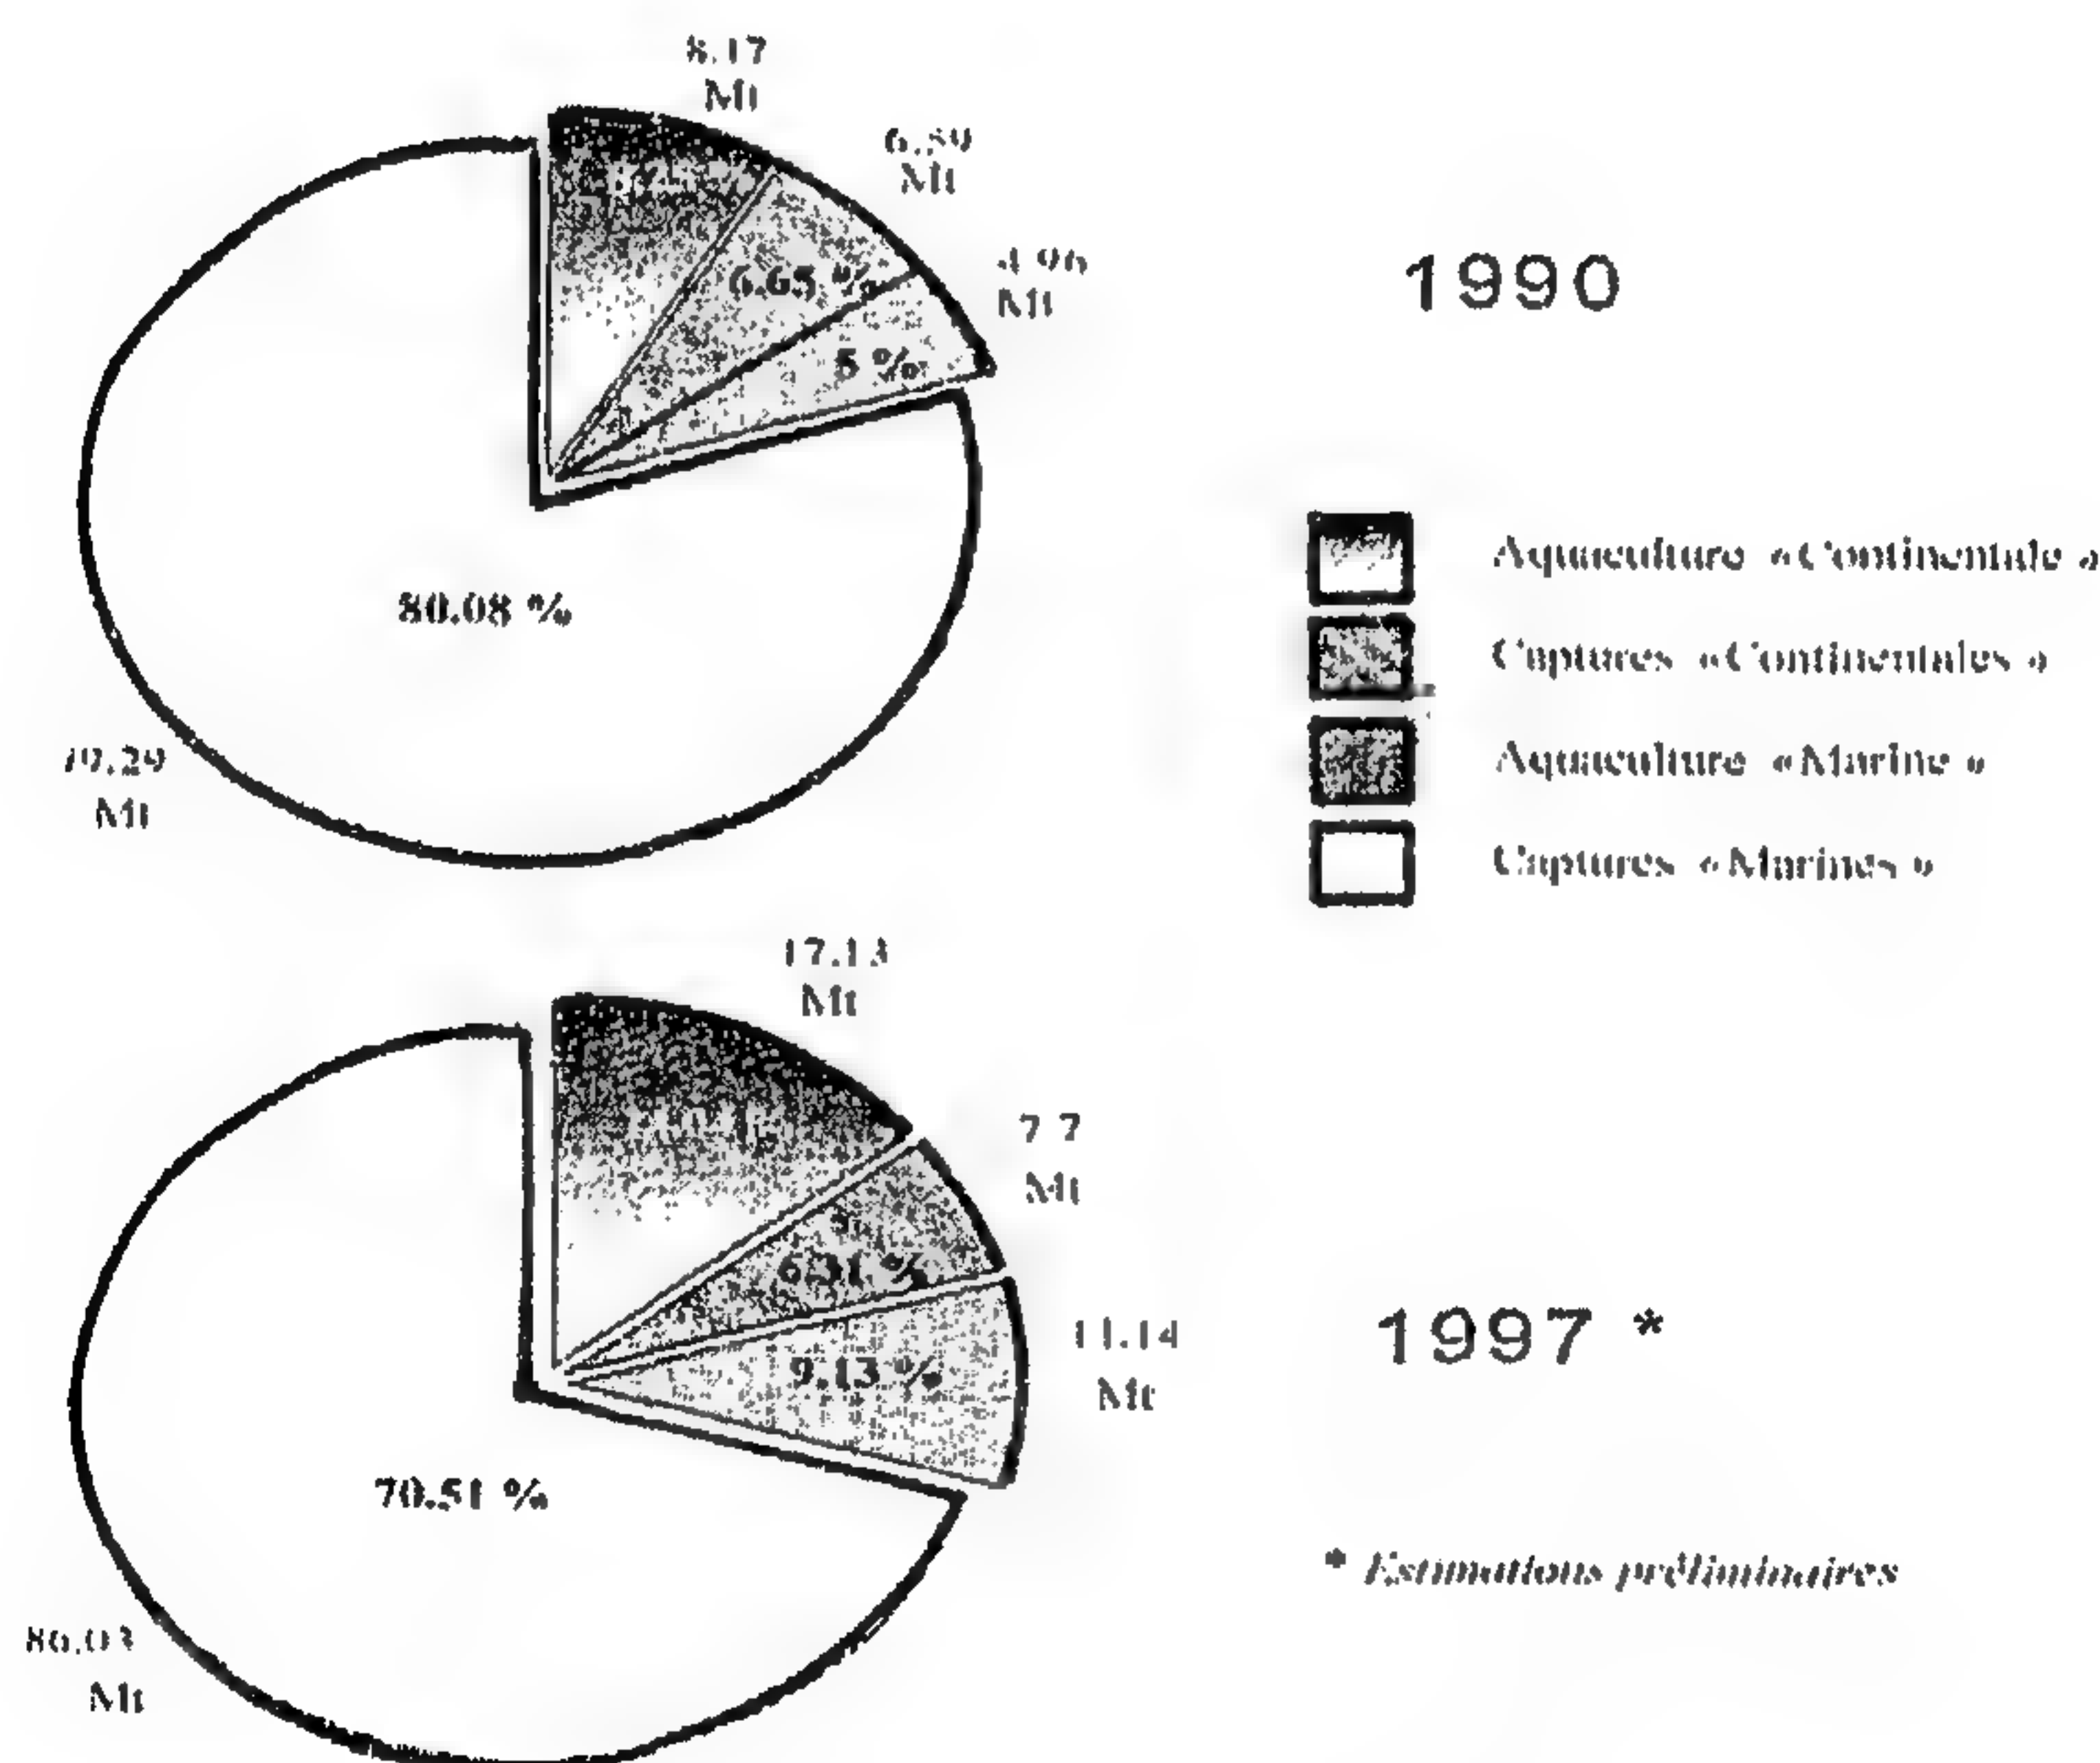 8.17
Mt
6.59
Mt
4.96
Mt
6.65 %
5 %
80.08 %
79.29
Mt
1990
Aquaculture «Continentale »
Captures «Continentales »
Aquaculture «Marine »
Captures «Marines »
17.13
Mt
7.7
Mt
6.31 %
11.14
Mt
9.13 %
70.51 %
86.03
Mt
1997 *
* Estimations préliminaires